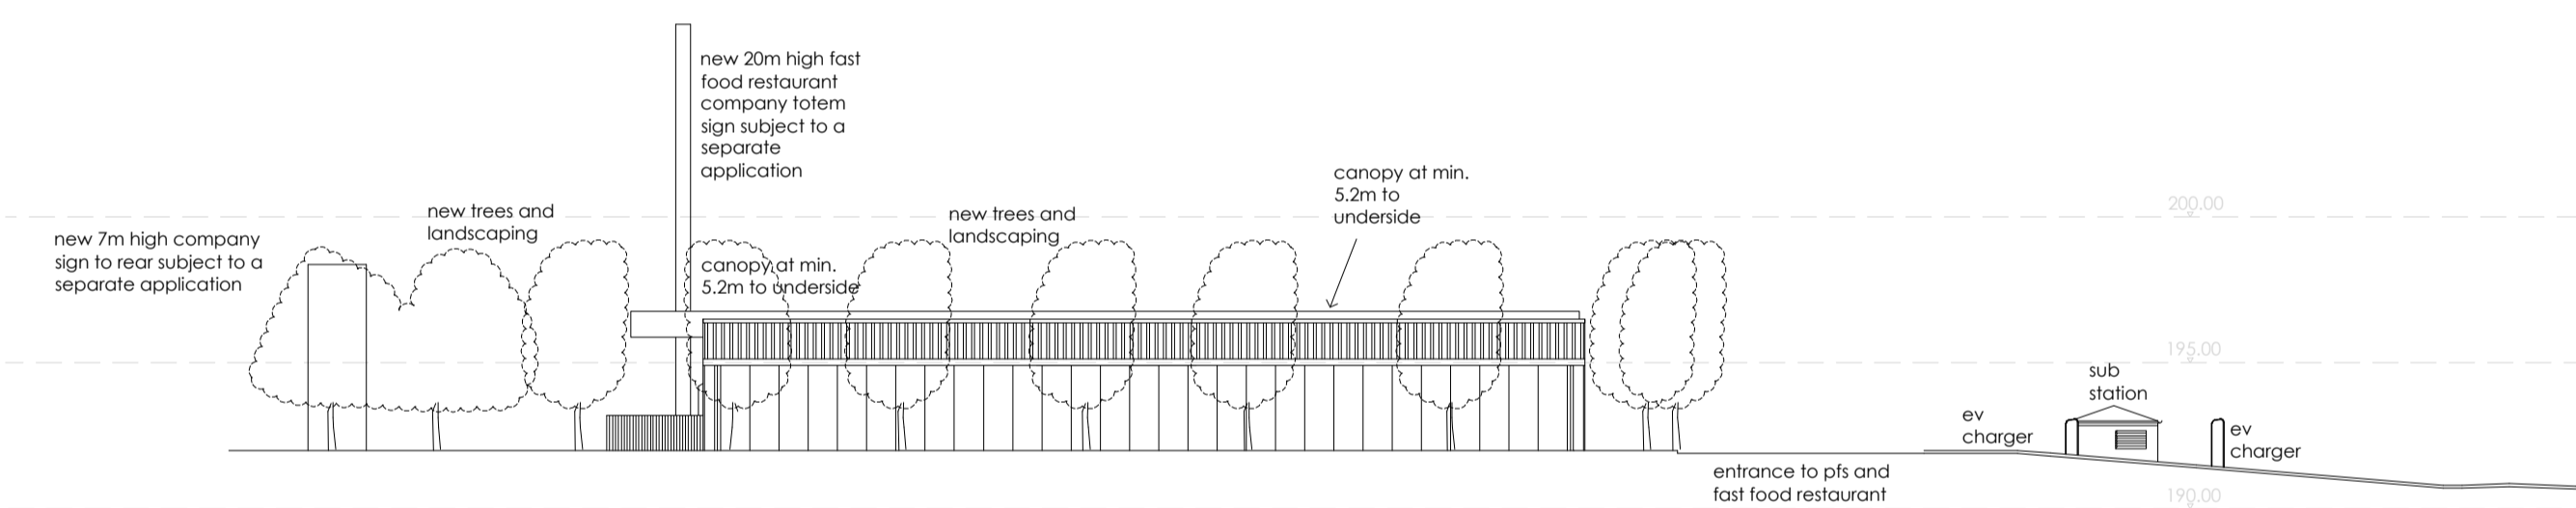 new 20m high fast
food restaurant
company totem
sign subject to a
separate
application
canopy at min.
5.2m to
underside
200.00
new trees and
landscaping
new trees and
landscaping
new 7m high company
sign to rear subject to a
separate application
canopy at min.
5.2m to underside
195.00
sub
station
ev
charger
ev
charger
entrance to pfs and
fast food restaurant
190.00